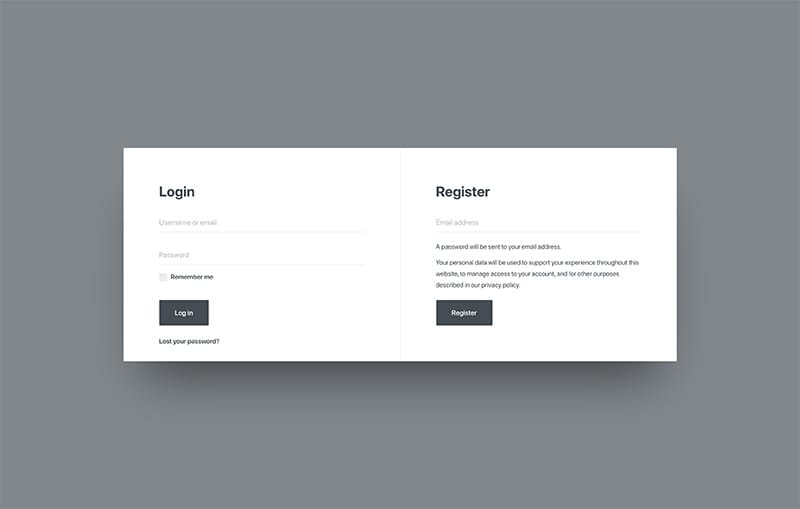 Login
Username or email
Password
Remember me
Log in
Lost your password?
Register
Email address
A password will be sent to your email address.
Your personal data will be used to support your experience throughout this
website, to manage access to your account, and for other purposes
described in our privacy policy.
Register